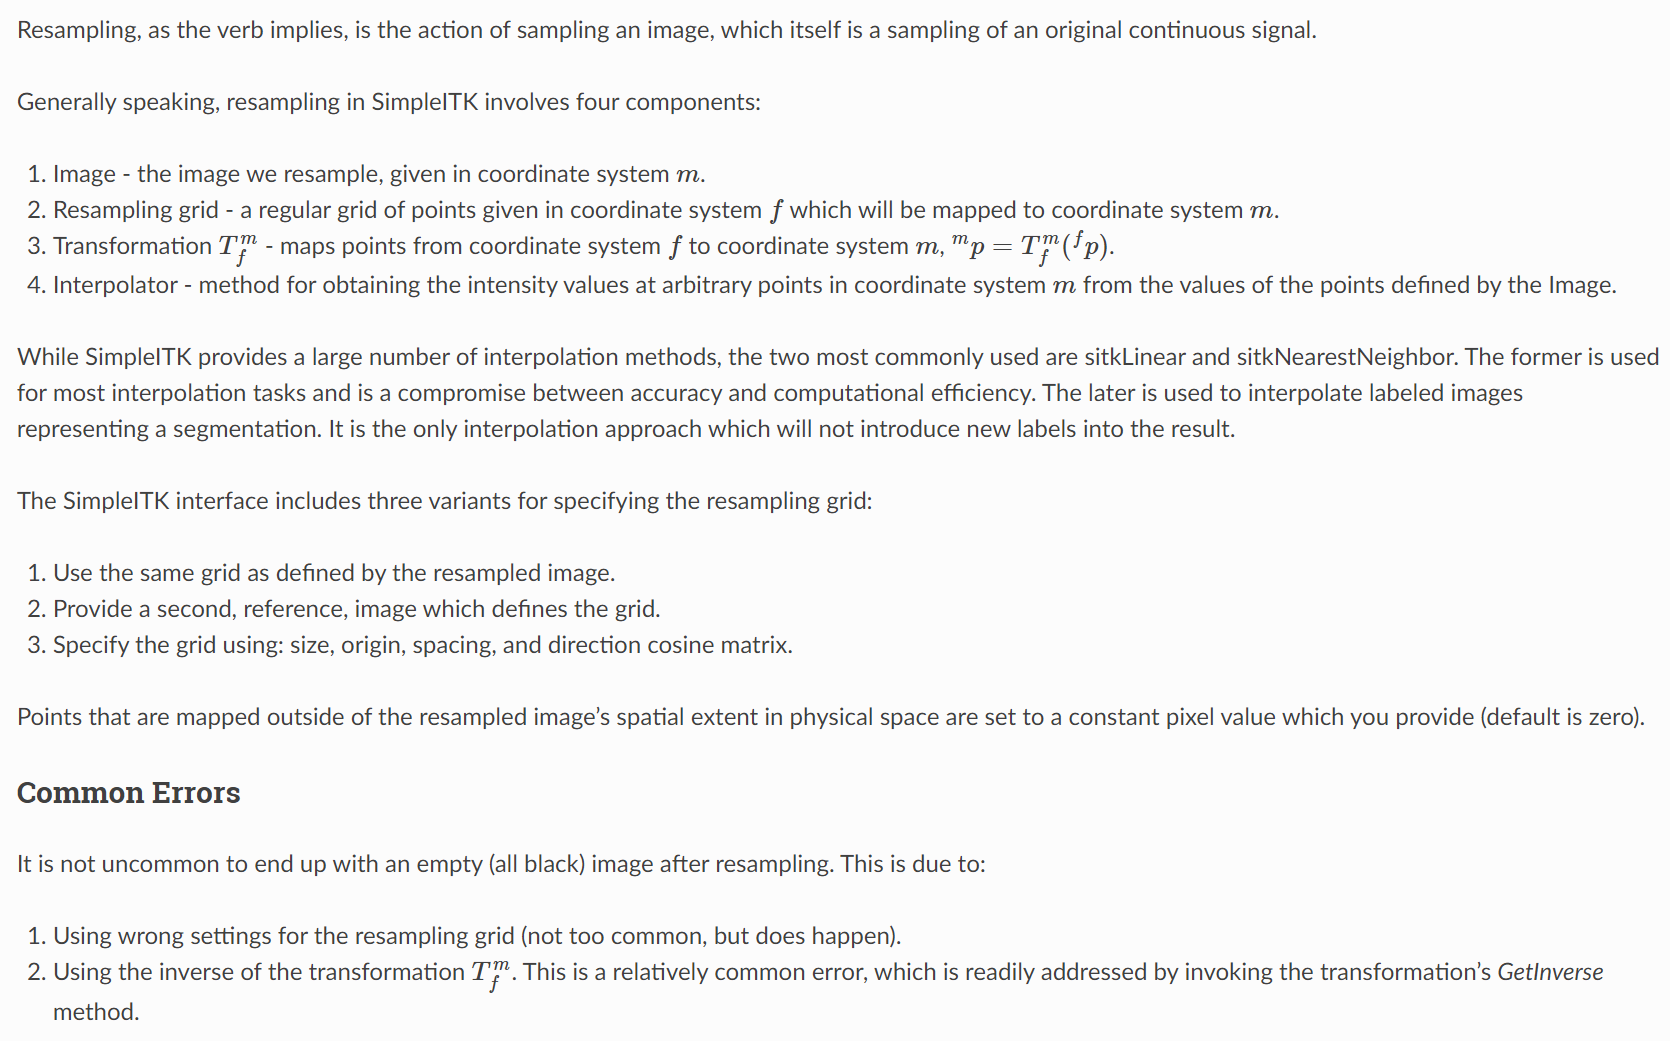 Resampling, as the verb implies, is the action of sampling an image, which itself is a sampling of an original continuous signal.
Generally speaking, resampling in SimpleITK involves four components:
1. Image - the image we resample, given in coordinate system m.
2. Resampling grid - a regular grid of points given in coordinate system f which will be mapped to coordinate system m.
3. Transformation T_f^m - maps points from coordinate system f to coordinate system m, ^mp = T_f^m(^fp).
4. Interpolator - method for obtaining the intensity values at arbitrary points in coordinate system m from the values of the points defined by the Image.
While SimpleITK provides a large number of interpolation methods, the two most commonly used are sitkLinear and sitkNearestNeighbor. The former is used
for most interpolation tasks and is a compromise between accuracy and computational efficiency. The later is used to interpolate labeled images
representing a segmentation. It is the only interpolation approach which will not introduce new labels into the result.
The SimpleITK interface includes three variants for specifying the resampling grid:
1. Use the same grid as defined by the resampled image.
2. Provide a second, reference, image which defines the grid.
3. Specify the grid using: size, origin, spacing, and direction cosine matrix.
Points that are mapped outside of the resampled image’s spatial extent in physical space are set to a constant pixel value which you provide (default is zero).
Common Errors
It is not uncommon to end up with an empty (all black) image after resampling. This is due to:
1. Using wrong settings for the resampling grid (not too common, but does happen).
2. Using the inverse of the transformation T_f^m. This is a relatively common error, which is readily addressed by invoking the transformation’s GetInverse
method.